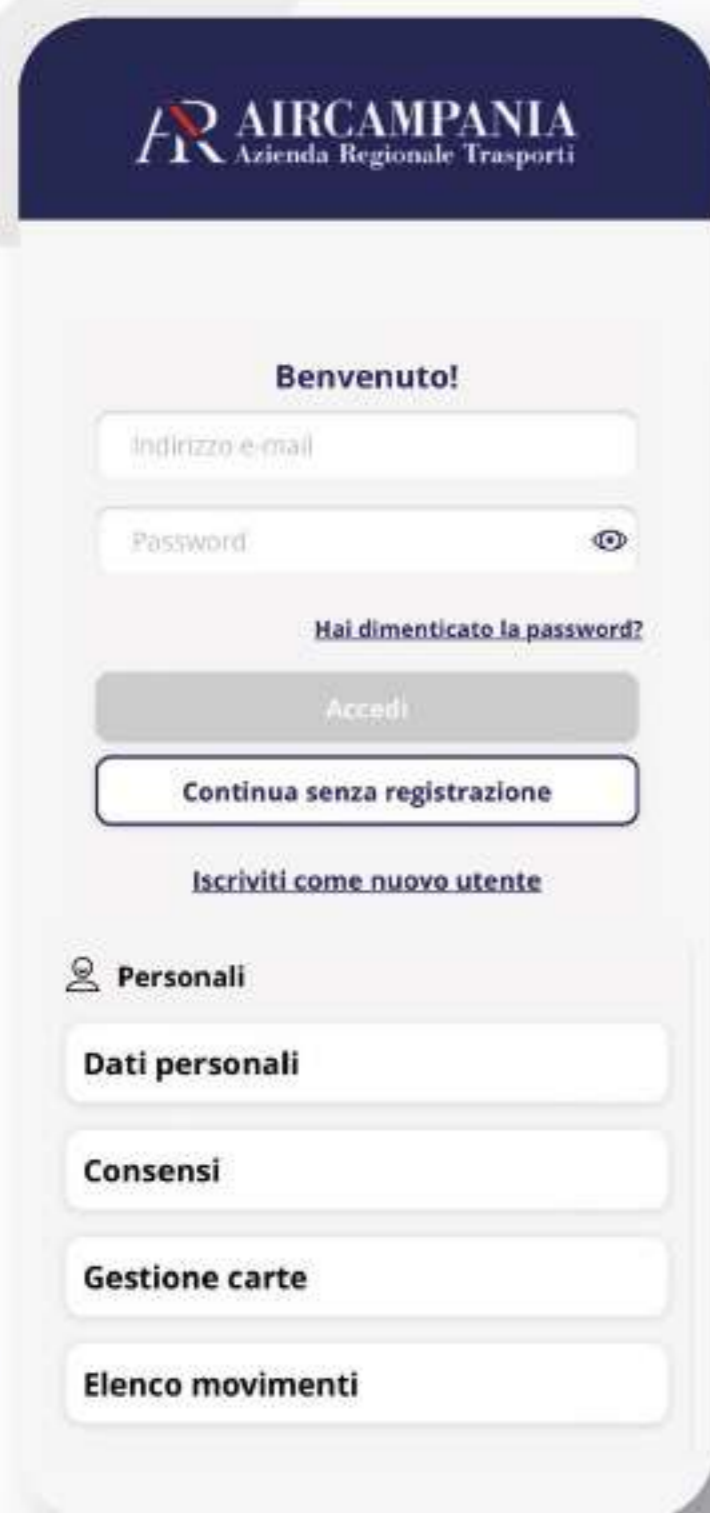 AIRCAMPANIA
Azienda Regionale Trasporti
Benvenuto!
Indirizzo e-mail
Password
Hai dimenticato la password?
Accedi
Continua senza registrazione
Iscriviti come nuovo utente
Personali
Dati personali
Consensi
Gestione carte
Elenco movimenti